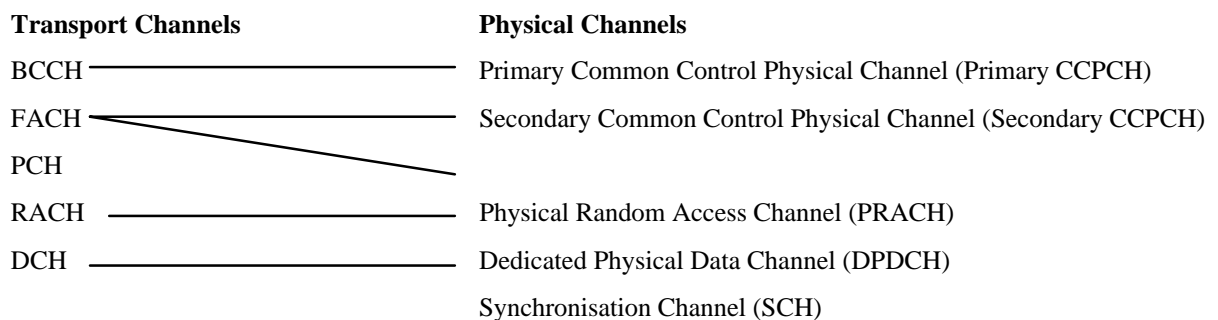 Transport Channels Physical Channels
BCCH Primary Common Control Physical Channel (Primary CCPCH)
FACH Secondary Common Control Physical Channel (Secondary CCPCH)
PCH
RACH Physical Random Access Channel (PRACH)
DCH Dedicated Physical Data Channel (DPDCH)
Synchronisation Channel (SCH)